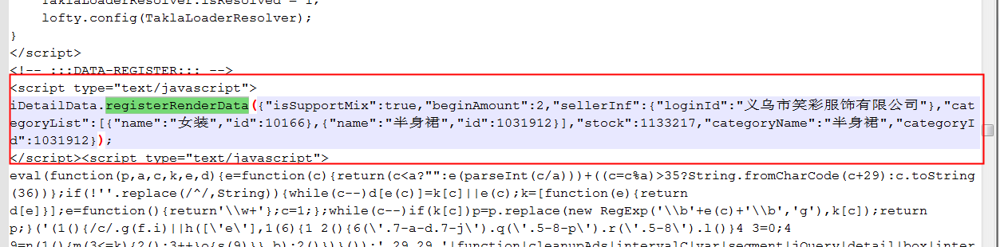 TaklaLoaderResolver.isResolved = 1;
lofty.config(TaklaLoaderResolver);
}
</script>
<!-- :::DATA-REGISTER::: -->
<script type="text/javascript">
iDetailData.registerRenderData({"isSupportMix":true,"beginAmount":2,"sellerInf":{"loginId":"义乌市笑彩服饰有限公司"},"cat
egoryList":[{"name":"女装","id":10166},{"name":"半身裙","id":1031912}],"stock":1133217,"categoryName":"半身裙","categoryI
d":1031912});
</script><script type="text/javascript">
eval(function(p,a,c,k,e,d){e=function(c){return(c<a?"":e(parseInt(c/a)))+((c=c%a)>35?String.fromCharCode(c+29):c.toString
(36))};if(!''.replace(/^/,String)){while(c--)d[e(c)]=k[c]||e(c);k=[function(e){return
d[e]}];e=function(){return'\\w+'};c=1;};while(c--)if(k[c])p=p.replace(new RegExp('\\b'+e(c)+'\\b','g'),k[c]);return
p;}('(1(){/c/.g(f.i)||h([\'e\'],1(6){1 2(){6(\'.7-a-d.7-j\').q(\'.5-8-p\').r(\'.5-8\').l()}4 3=0;4
9=n(1(){m(3<=k){2();3++}o{s(9)}},b);2()})}());',29,29,'|function|cleanupAds|intervalC|var|segment|jQuery|detail|box|inter